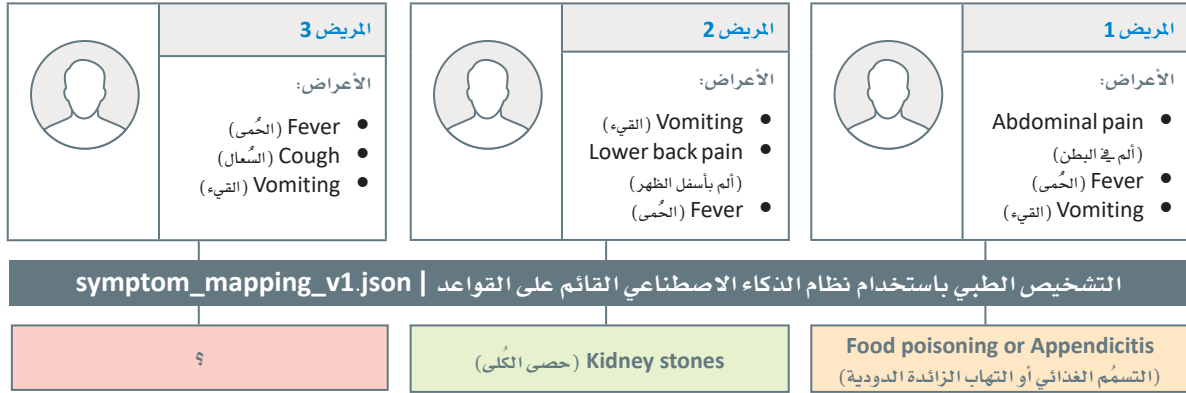 المريض 1
الأعراض:
• Abdominal pain
(ألم في البطن)
• Fever (الحُمى)
• Vomiting (القيء)
المريض 2
الأعراض:
• Vomiting (القيء)
• Lower back pain
(ألم بأسفل الظهر)
• Fever (الحُمى)
المريض 3
الأعراض:
• Fever (الحُمى)
• Cough (السُّعال)
• Vomiting (القيء)
التشخيص الطبي باستخدام نظام الذكاء الاصطناعي القائم على القواعد | symptom_mapping_v1.json
Food poisoning or Appendicitis
(التسمُم الغذائي أو التهاب الزائدة الدودية)
Kidney stones (حصى الكُلى)
؟